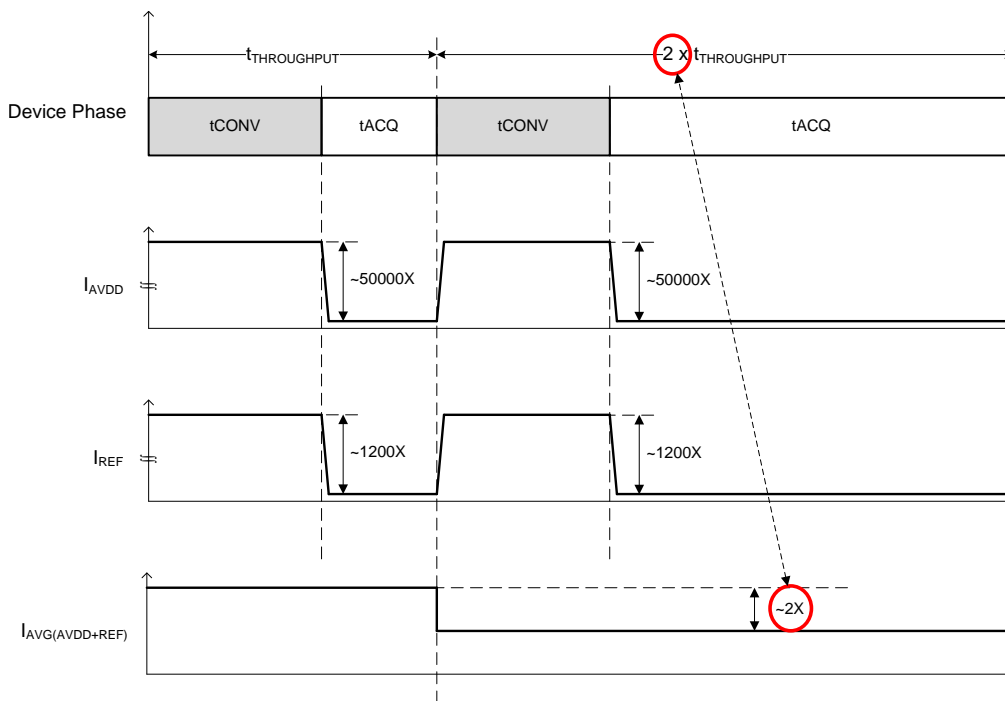 tTHROUGHPUT
2 x tTHROUGHPUT
Device Phase
tCONV
tACQ
tCONV
tACQ
IAVDD
~50000X
~50000X
IREF
~1200X
~1200X
IAVG(AVDD+REF)
~2X